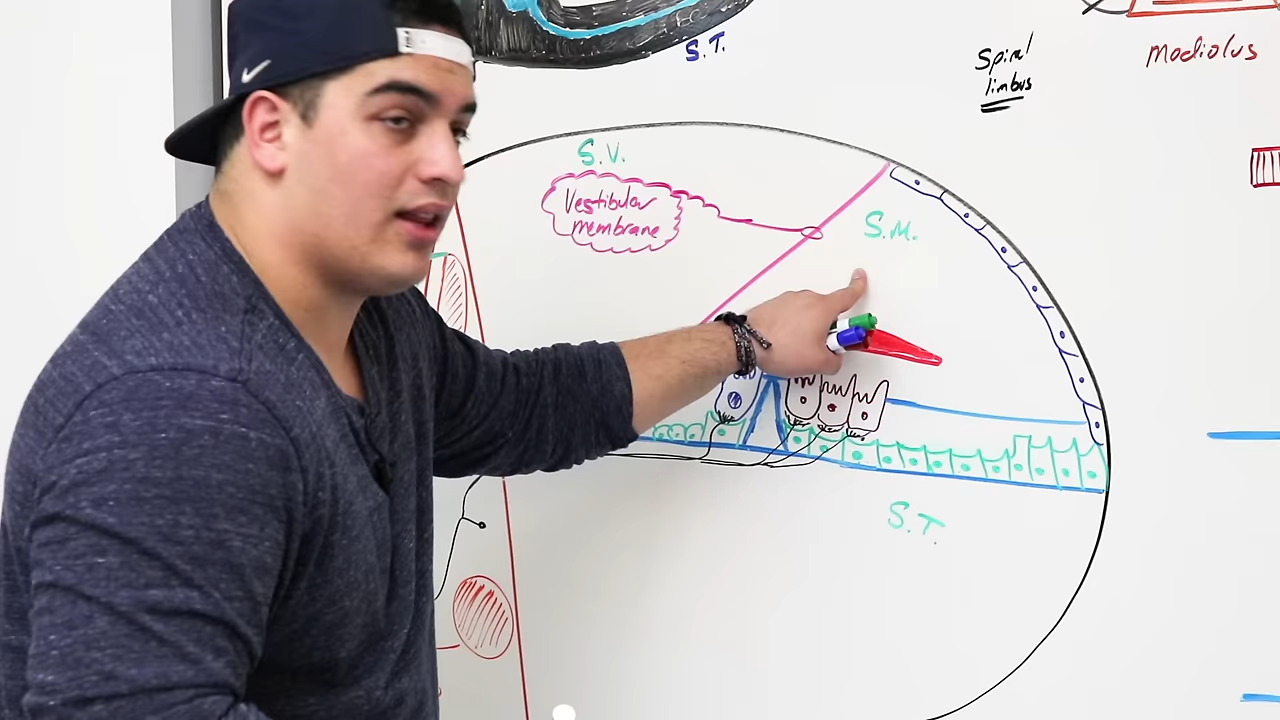 S.T.
Spiral
limbus
Modiolus
S.V.
Vestibular
membrane
S.M.
S.T.